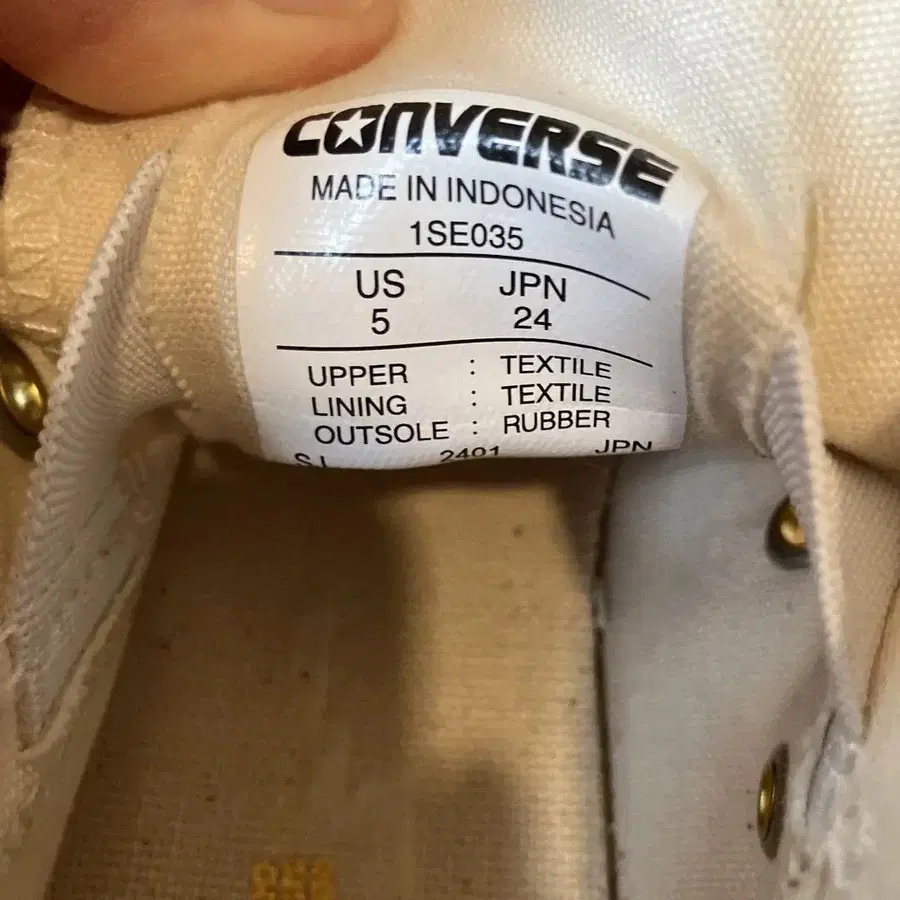 CONVERSE
MADE IN INDONESIA
1SE035
US JPN
5 24
UPPER : TEXTILE
LINING : TEXTILE
OUTSOLE : RUBBER
2401 JPN